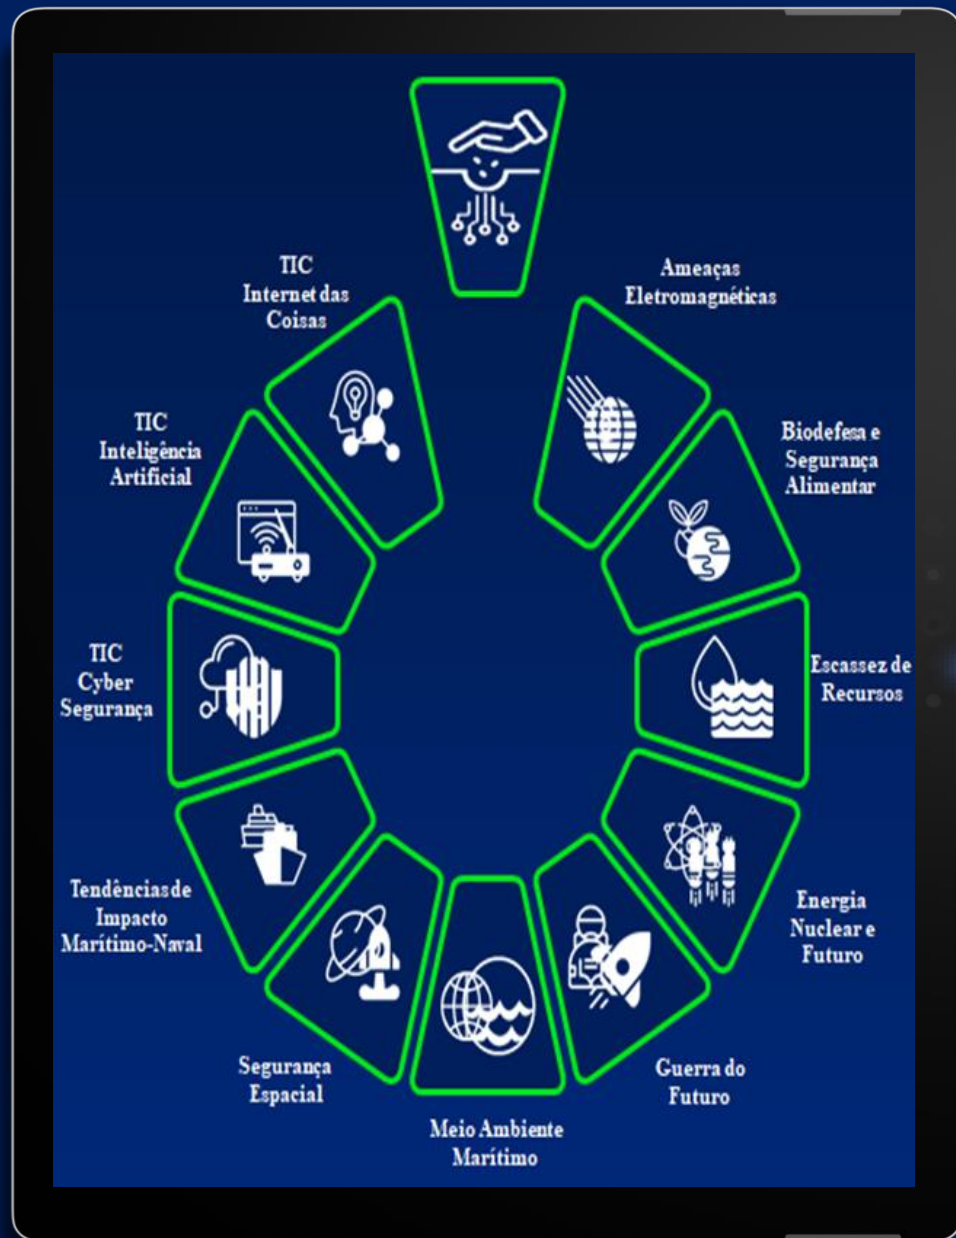 TIC
Internet das
Coisas
Ameaças
Eletromagnéticas
TIC
Inteligência
Artificial
Biodefesa e
Segurança
Alimentar
TIC
Cyber
Segurança
Escassez de
Recursos
Tendências de
Impacto
Marítimo-Naval
Energia
Nuclear e
Futuro
Segurança
Espacial
Guerra do
Futuro
Meio Ambiente
Marítimo